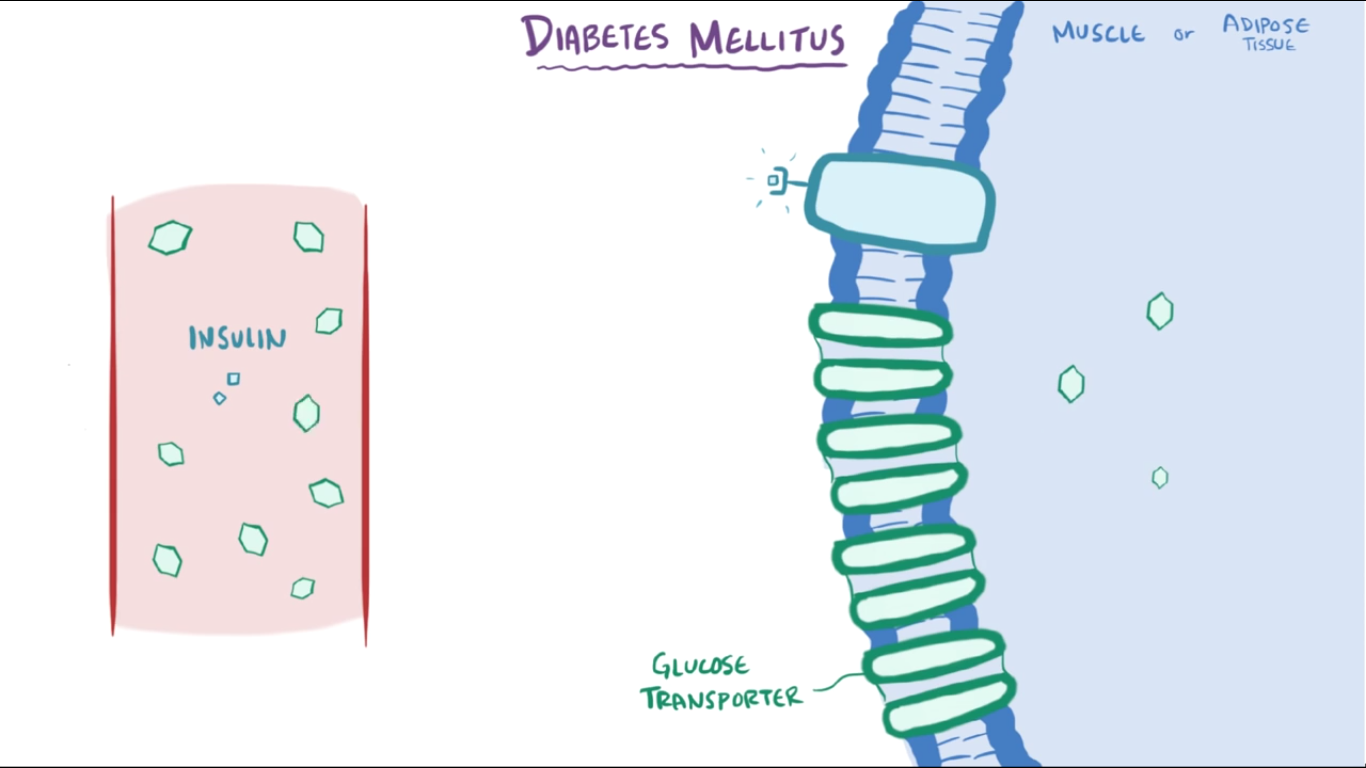 DIABETES MELLITUS
MUSCLE or ADIPOSE
TISSUE
INSULIN
GLUCOSE
TRANSPORTER